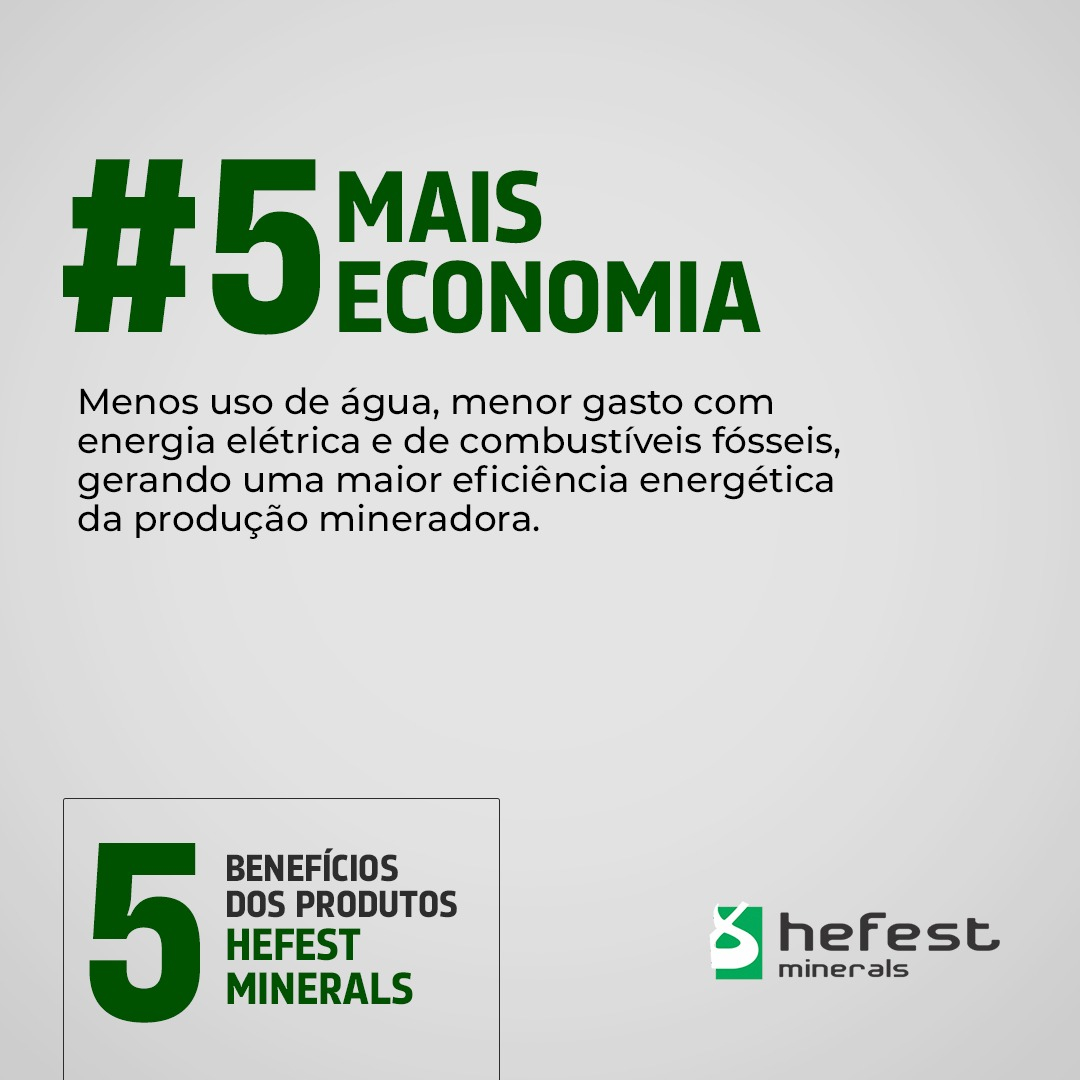 #5 MAIS
ECONOMIA
Menos uso de água, menor gasto com
energia elétrica e de combustíveis fósseis,
gerando uma maior eficiência energética
da produção mineradora.
5 BENEFÍCIOS
DOS PRODUTOS
HEFEST
MINERALS
hefest
minerals